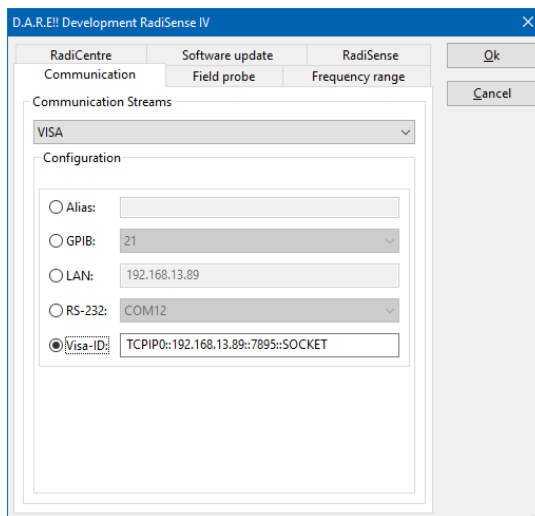 D.A.R.E!! Development RadiSense IV
RadiCentre Software update RadiSense
Communication Field probe Frequency range
Ok
Cancel
Communication Streams
VISA
Configuration
Alias:
GPIB: 21
LAN: 192.168.13.89
RS-232: COM12
Visa-ID: TCPIP0::192.168.13.89::7895::SOCKET